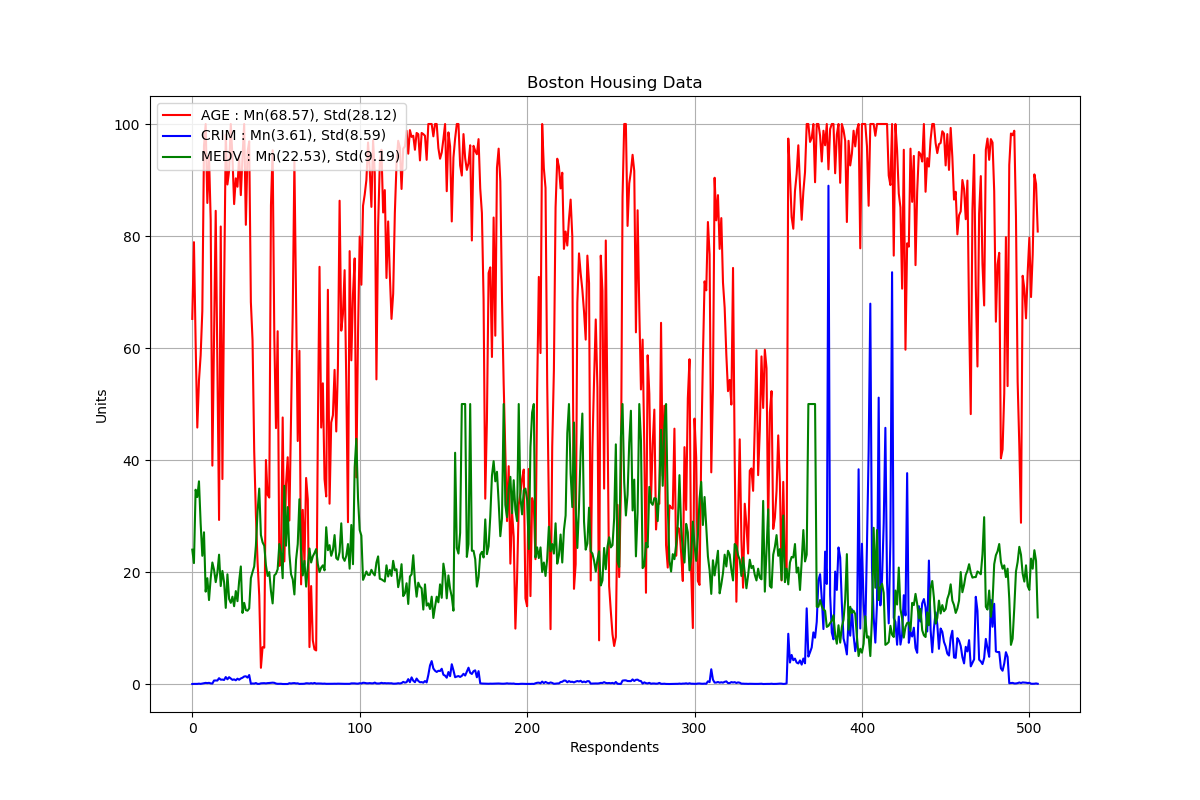 Boston Housing Data
AGE : Mn(68.57), Std(28.12)
CRIM : Mn(3.61), Std(8.59)
MEDV : Mn(22.53), Std(9.19)
100
80
60
40
20
0
Units
0 100 200 300 400 500
Respondents